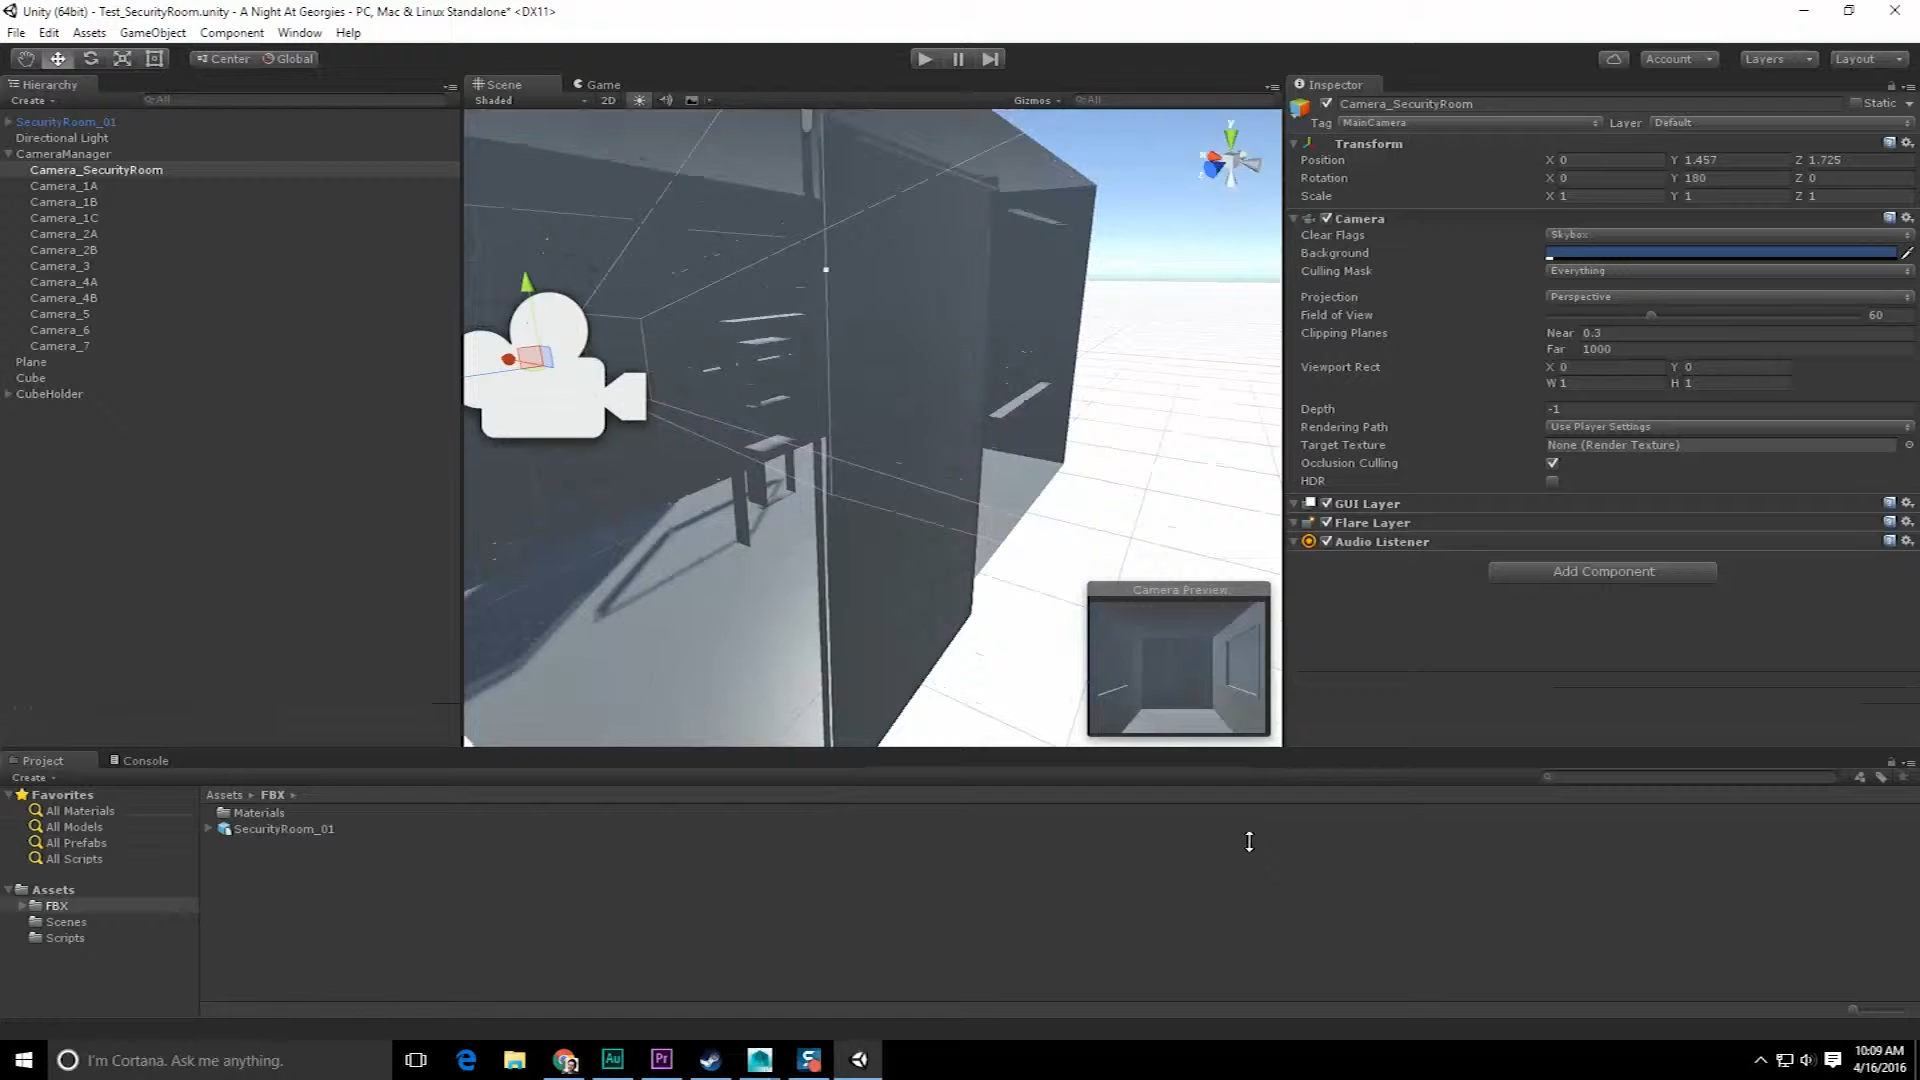 Unity (64bit) - Test_SecurityRoom.unity - A Night At Georgies - PC, Mac & Linux Standalone* <DX11>
File Edit Assets GameObject Component Window Help
Center Global Account Layers Layout
Hierarchy
Create All
SecurityRoom_01
Directional Light
CameraManager
Camera_SecurityRoom
Camera_1A
Camera_1B
Camera_1C
Camera_2A
Camera_2B
Camera_3
Camera_4A
Camera_4B
Camera_5
Camera_6
Camera_7
Plane
Cube
CubeHolder
Scene Game
Shaded 2D Gizmos All
y
Camera Preview
Inspector
Camera_SecurityRoom Static
Tag MainCamera Layer Default
Transform
Position X 0 Y 1.457 Z 1.725
Rotation X 0 Y 180 Z 0
Scale X 1 Y 1 Z 1
Camera
Clear Flags Skybox
Background
Culling Mask Everything
Projection Perspective
Field of View 60
Clipping Planes Near 0.3
Far 1000
Viewport Rect X 0 Y 0
W 1 H 1
Depth -1
Rendering Path Use Player Settings
Target Texture None (Render Texture)
Occlusion Culling
HDR
GUI Layer
Flare Layer
Audio Listener
Add Component
Project Console
Create
Favorites
All Materials
All Models
All Prefabs
All Scripts
Assets
FBX
Scenes
Scripts
Assets FBX
Materials
SecurityRoom_01
I'm Cortana. Ask me anything.
Au Pr
10:09 AM
4/16/2016